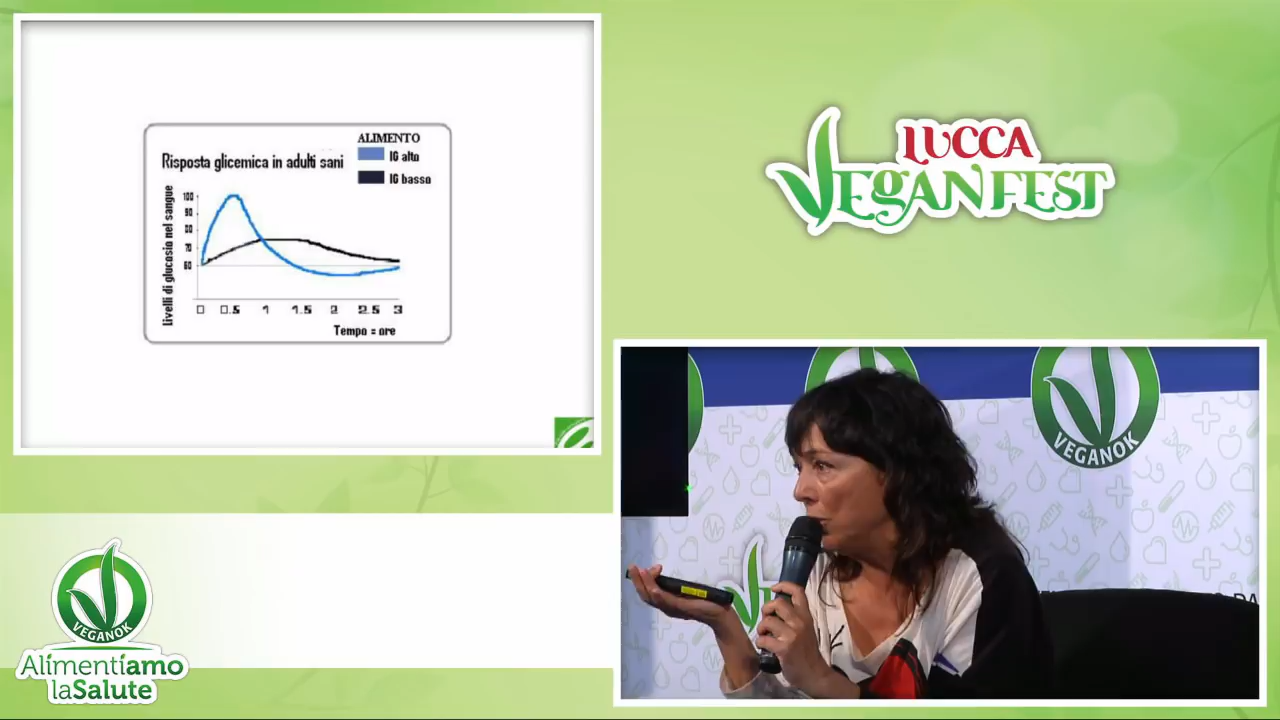 ALIMENTO
Risposta glicemica in adulti sani
IG alto
IG basso
Livelli di glucosio nel sangue
100
90
80
70
60
0 0.5 1 1.5 2 2.5 3
Tempo = ore
LUCCA
VEGANFEST
VEGANOK
VEGANOK
Alimentiamo
laSalute